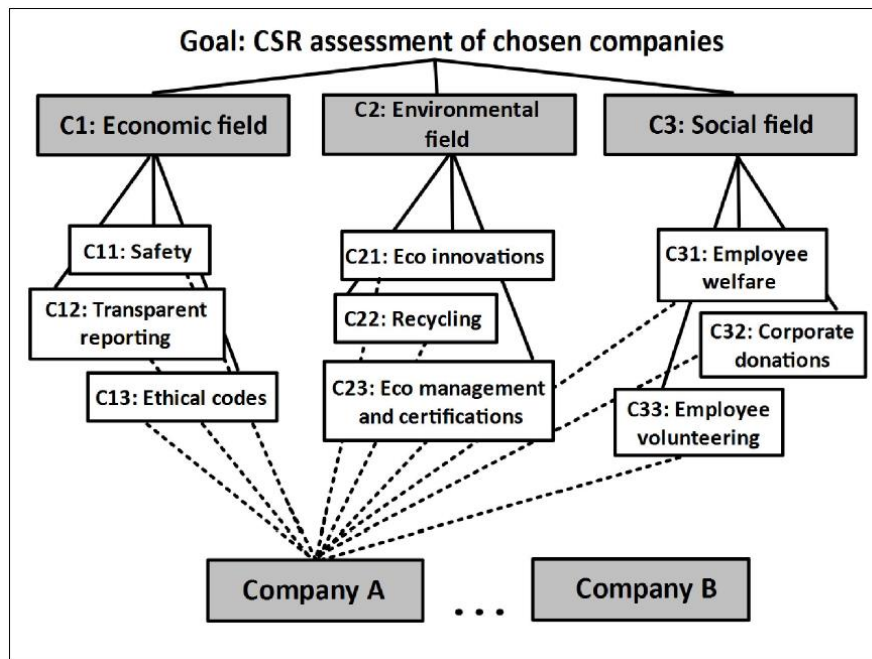 Goal: CSR assessment of chosen companies
C1: Economic field
C2: Environmental
field
C3: Social field
C11: Safety
C12: Transparent
reporting
C13: Ethical codes
C21: Eco innovations
C22: Recycling
C23: Eco management
and certifications
C31: Employee
welfare
C32: Corporate
donations
C33: Employee
volunteering
Company A
...
Company B